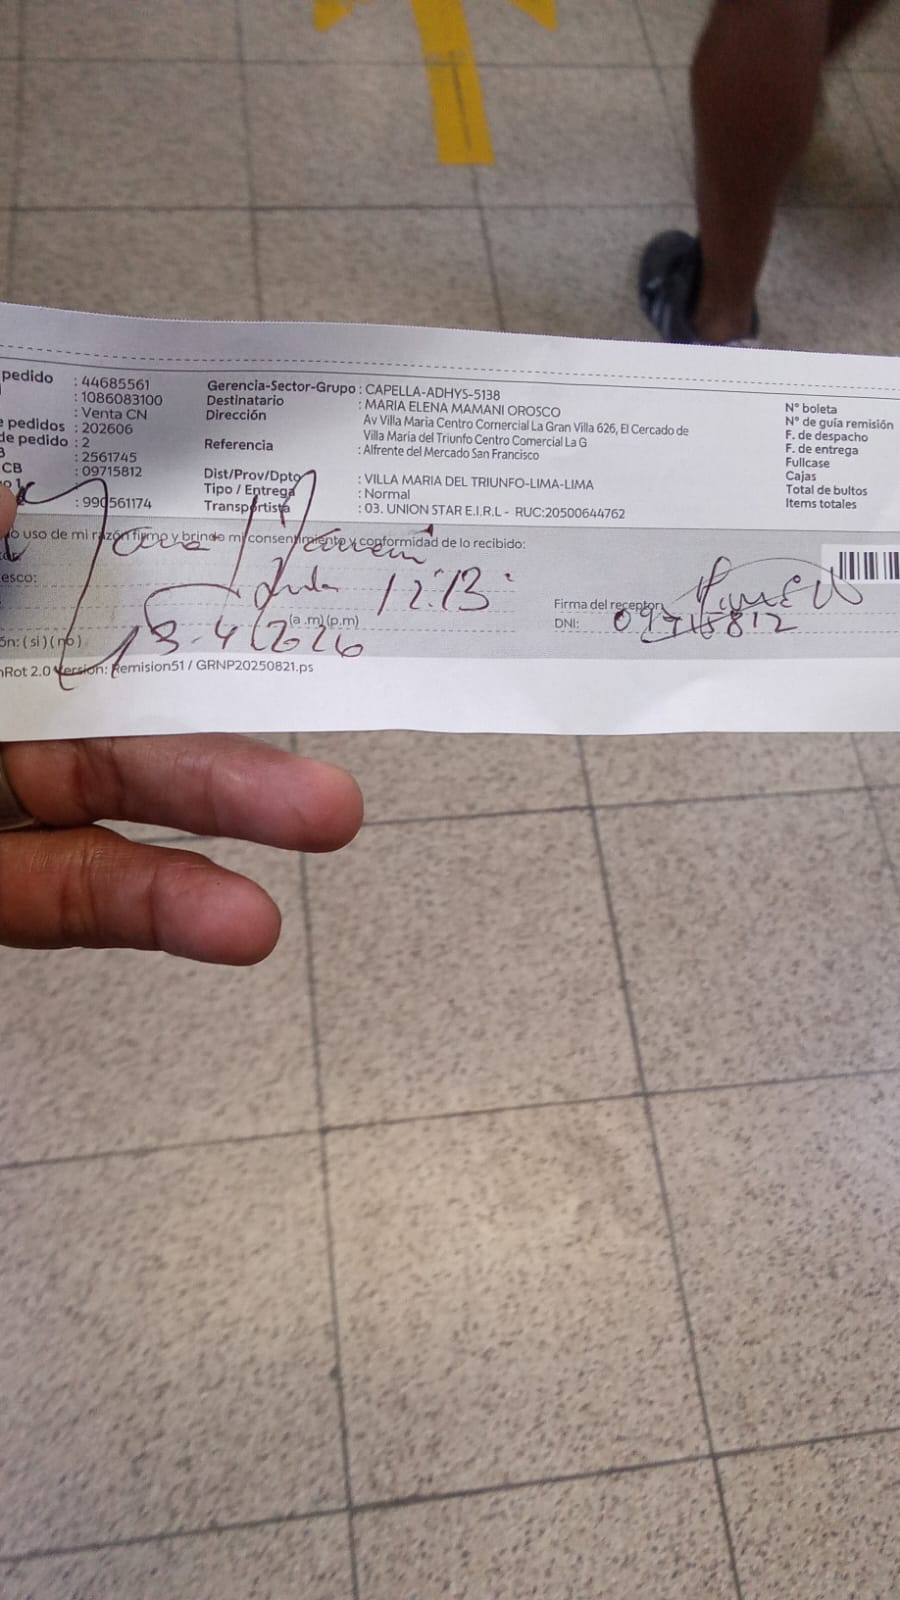 pedido : 44685561
: 1086083100
: Venta CN
pedidos : 202606
de pedido : 2
: 2561745
CB : 09715812
: 990561174
Gerencia-Sector-Grupo : CAPELLA-ADHYS-5138
Destinatario : MARIA ELENA MAMANI OROSCO
Dirección : Av Villa Maria Centro Comercial La Gran Villa 626, El Cercado de
Villa Maria del Triunfo Centro Comercial La G
Referencia : Alfrente del Mercado San Francisco
Dist/Prov/Dpto : VILLA MARIA DEL TRIUNFO-LIMA-LIMA
Tipo / Entrega : Normal
Transportista : 03. UNION STAR E.I.R.L - RUC:20500644762
N° boleta
N° de guía remisión
F. de despacho
F. de entrega
Fullcase
Cajas
Total de bultos
Items totales
uso de mi razón firmo y brindo mi consentimiento y conformidad de lo recibido:
esco:
12:13
(a.m)(p.m)
13-4/2026
ón: (si) (no)
Firma del receptor
DNI: 09715812
Rot 2.0 Version: Remision51 / GRNP20250821.ps